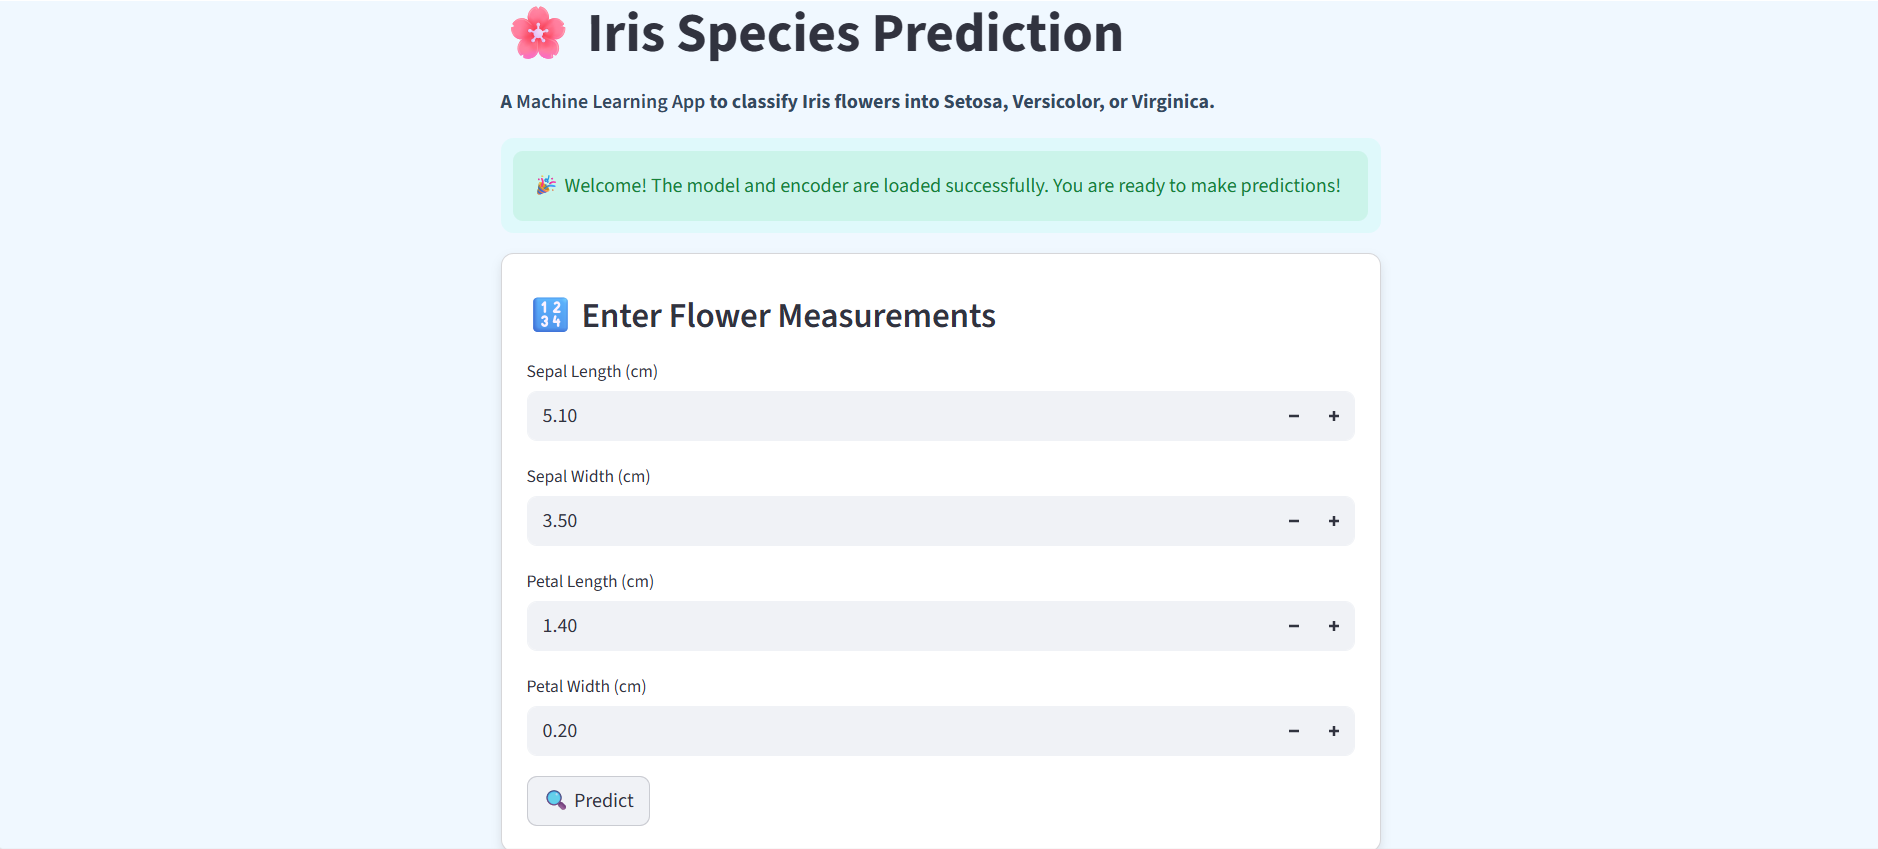 🌸 Iris Species Prediction
A Machine Learning App to classify Iris flowers into Setosa, Versicolor, or Virginica.
🎉 Welcome! The model and encoder are loaded successfully. You are ready to make predictions!
🔢 Enter Flower Measurements
Sepal Length (cm)
5.10
Sepal Width (cm)
3.50
Petal Length (cm)
1.40
Petal Width (cm)
0.20
🔍 Predict